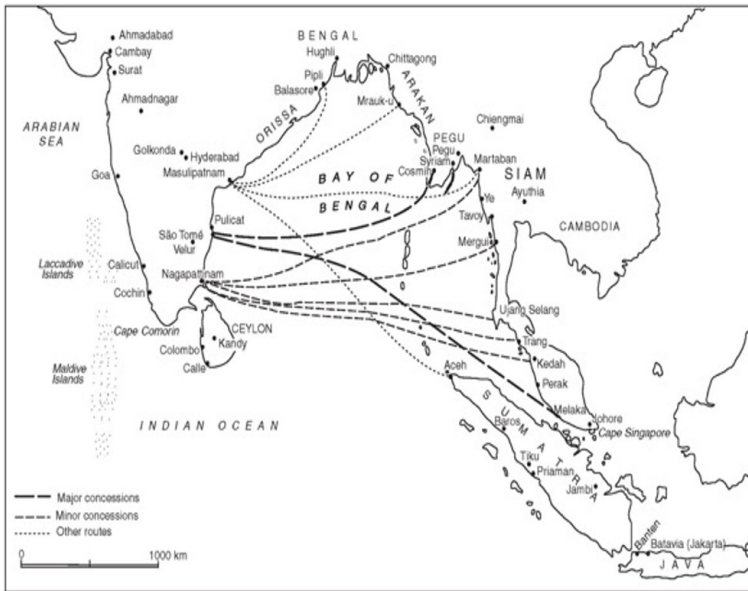 BENGAL
Ahmadabad
Cambay
Surat
Hughli
Chittagong
Pipli
Balasore
ARAKAN
Ahmadnagar
Mrauk-u
ORISSA
ARABIAN
SEA
Chiengmai
PEGU
Golkonda
Hyderabad
Pegu
Masulipatnam
Syriam
Martaban
Cosmin
SIAM
Goa
BAY OF
BENGAL
Ye
Ayuthia
Pulicat
Tavoy
CAMBODIA
São Tomé
Velur
Mergui
Laccadive
Islands
Calicut
Nagapattinam
Cochin
Ujang Selang
Cape Comorin
CEYLON
Kandy
Trang
Colombo
Kedah
Calle
Maldive
Islands
Aceh
Perak
Melaka
Johore
Cape Singapore
INDIAN OCEAN
SUMATRA
Baros
Tiku
Priaman
Jambi
Major concessions
Minor concessions
Other routes
0 1000 km
Banten
Batavia (Jakarta)
JAVA